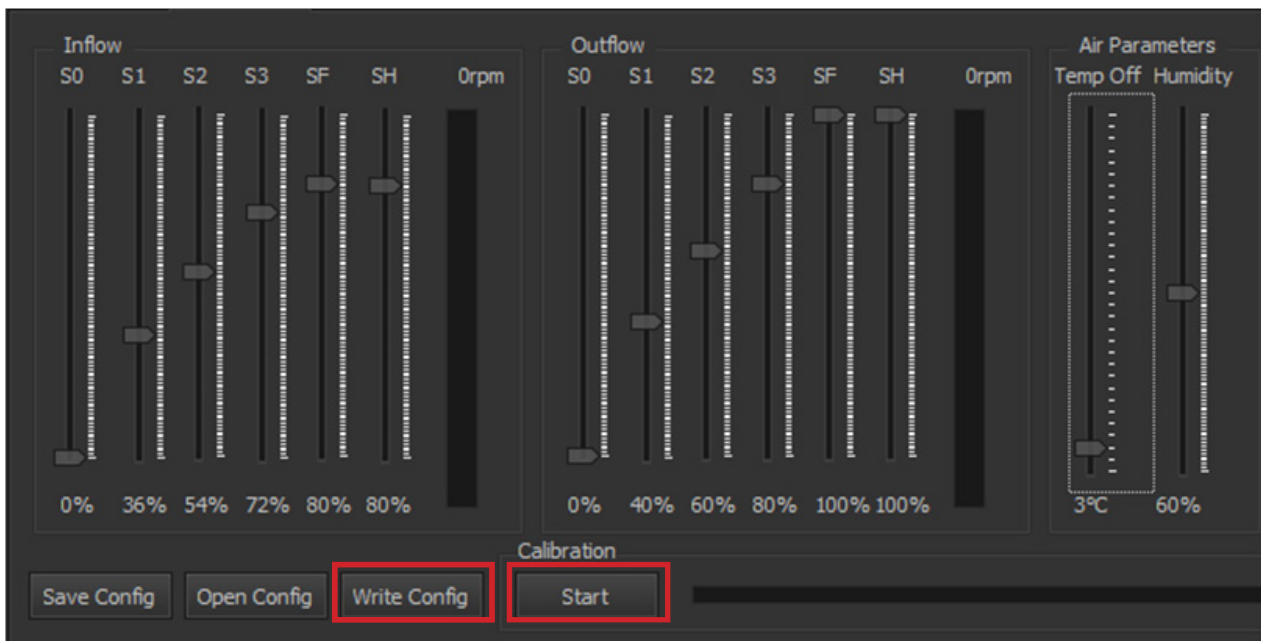 Inflow
S0 S1 S2 S3 SF SH 0rpm
0% 36% 54% 72% 80% 80%
Outflow
S0 S1 S2 S3 SF SH 0rpm
0% 40% 60% 80% 100% 100%
Air Parameters
Temp Off Humidity
3°C 60%
Save Config Open Config Write Config
Calibration
Start